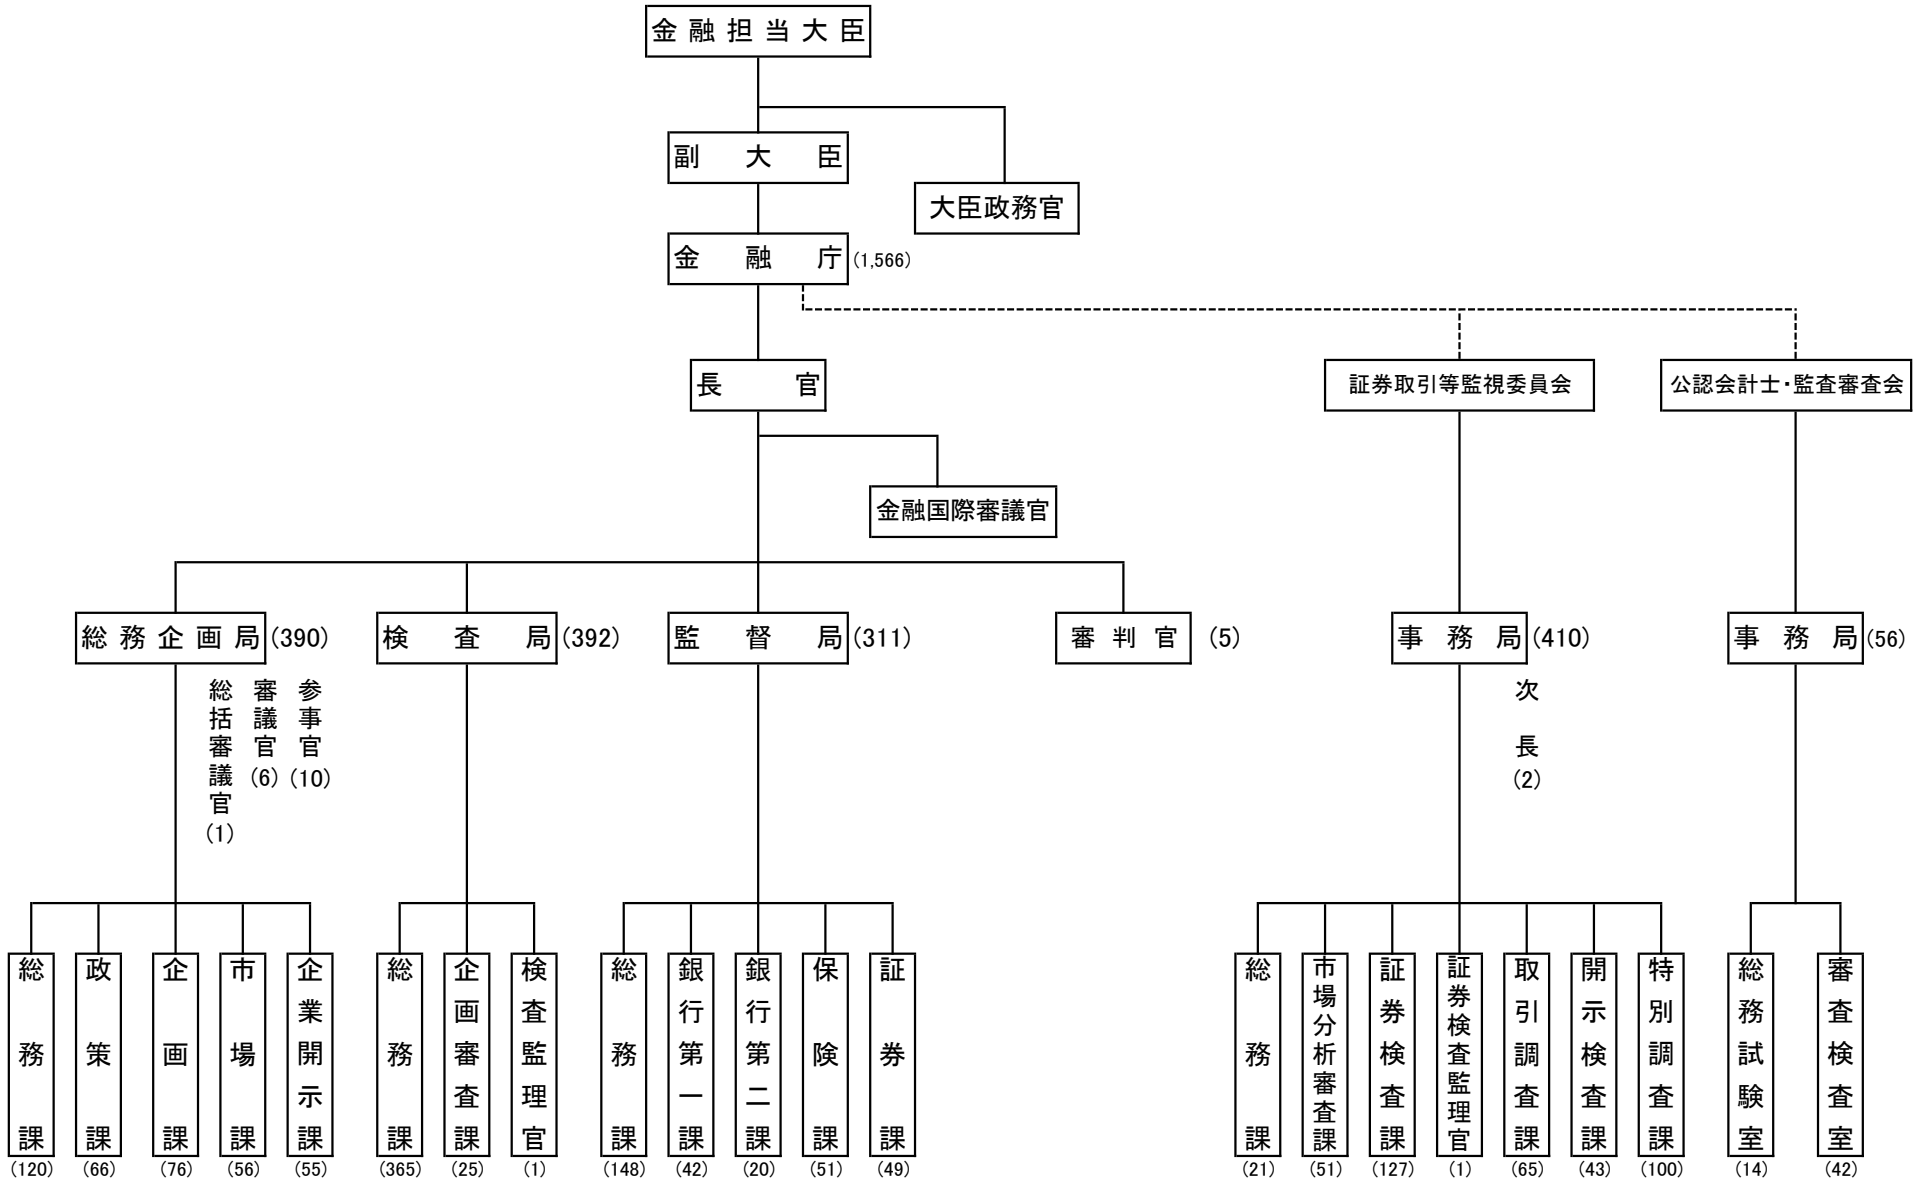 金融担当大臣
副大臣
大臣政務官
金融庁(1,566)
長官
証券取引等監視委員会
公認会計士・監査審査会
金融国際審議官
総務企画局(390)
検査局(392)
監督局(311)
審判官(5)
事務局(410)
事務局(56)
総括審議官(1)
審議官(6)
参事官(10)
次長(2)
総務課(120)
政策課(66)
企画課(76)
市場課(56)
企業開示課(55)
総務課(365)
企画審査課(25)
検査監理官(1)
総務課(148)
銀行第一課(42)
銀行第二課(20)
保険課(51)
証券課(49)
総務課(21)
市場分析審査課(51)
証券検査課(127)
証券検査監理官(1)
取引調査課(65)
開示検査課(43)
特別調査課(100)
総務試験室(14)
審査検査室(42)